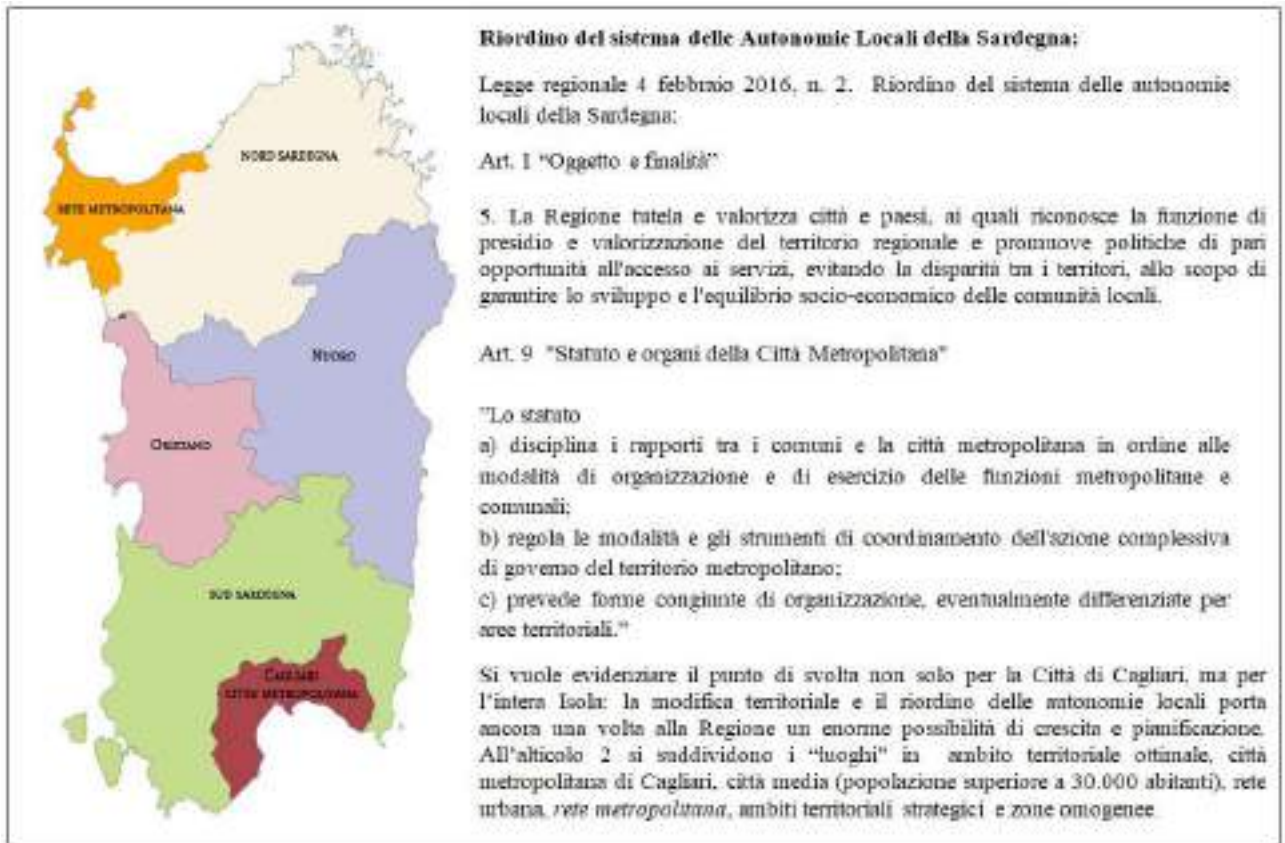 NORD SARDEGNA
RETE METROPOLITANA
NUORO
ORISTANO
SUD SARDEGNA
CAGLIARI
CITTÀ METROPOLITANA
Riordino del sistema delle Autonomie Locali della Sardegna:
Legge regionale 4 febbraio 2016, n. 2. Riordino del sistema delle autonomie
locali della Sardegna:
Art. 1 “Oggetto e finalità”
5. La Regione tutela e valorizza città e paesi, ai quali riconosce la funzione di
presidio e valorizzazione del territorio regionale e promuove politiche di pari
opportunità all'accesso ai servizi, evitando la disparità tra i territori, allo scopo di
garantire lo sviluppo e l'equilibrio socio-economico delle comunità locali.
Art. 9 "Statuto e organi della Città Metropolitana"
"Lo statuto
a) disciplina i rapporti tra i comuni e la città metropolitana in ordine alle
modalità di organizzazione e di esercizio delle funzioni metropolitane e
comunali;
b) regola le modalità e gli strumenti di coordinamento dell'azione complessiva
di governo del territorio metropolitano;
c) prevede forme congiunte di organizzazione, eventualmente differenziate per
aree territoriali."
Si vuole evidenziare il punto di svolta non solo per la Città di Cagliari, ma per
l’intera Isola: la modifica territoriale e il riordino delle autonomie locali porta
ancora una volta alla Regione un enorme possibilità di crescita e pianificazione.
All’alticolo 2 si suddividono i “luoghi” in ambito territoriale ottimale, città
metropolitana di Cagliari, città media (popolazione superiore a 30.000 abitanti), rete
urbana, rete metropolitana, ambiti territoriali strategici e zone omogenee.